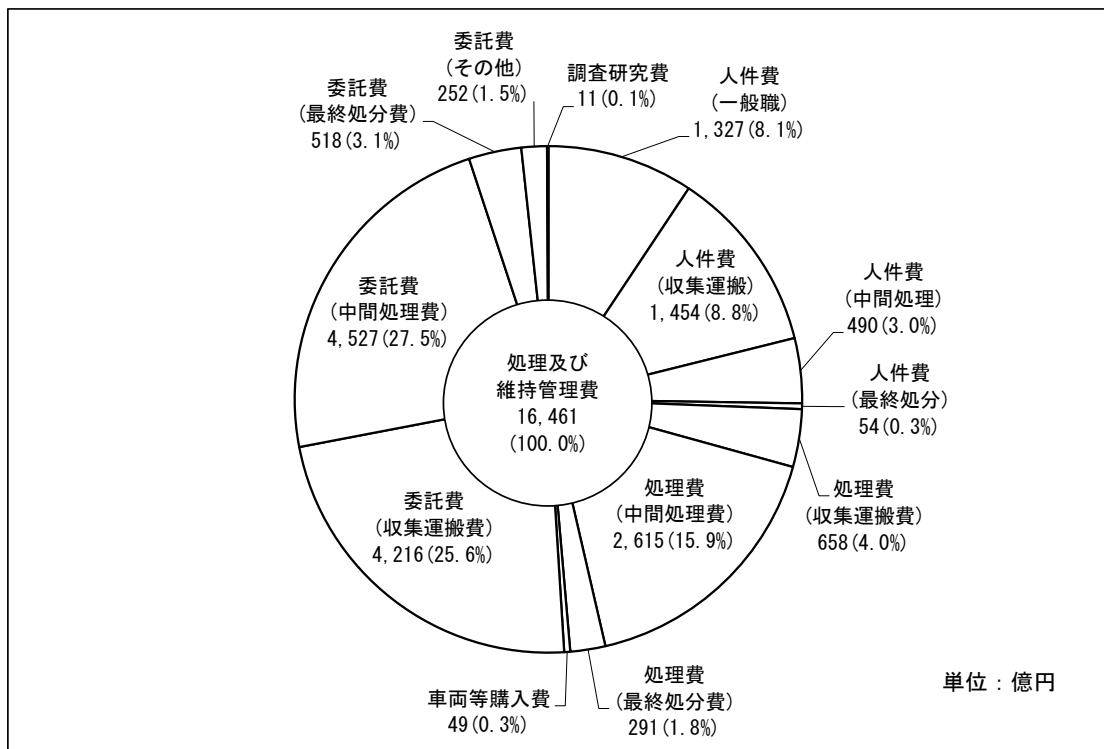 委託費
(その他)
252(1.5%)
調査研究費
11(0.1%)
人件費
(一般職)
1,327(8.1%)
委託費
(最終処分費)
518(3.1%)
人件費
(収集運搬)
1,454(8.8%)
人件費
(中間処理)
490(3.0%)
委託費
(中間処理費)
4,527(27.5%)
処理及び
維持管理費
16,461
(100.0%)
人件費
(最終処分)
54(0.3%)
委託費
(収集運搬費)
4,216(25.6%)
処理費
(中間処理費)
2,615(15.9%)
処理費
(収集運搬費)
658(4.0%)
車両等購入費
49(0.3%)
処理費
(最終処分費)
291(1.8%)
単位：億円